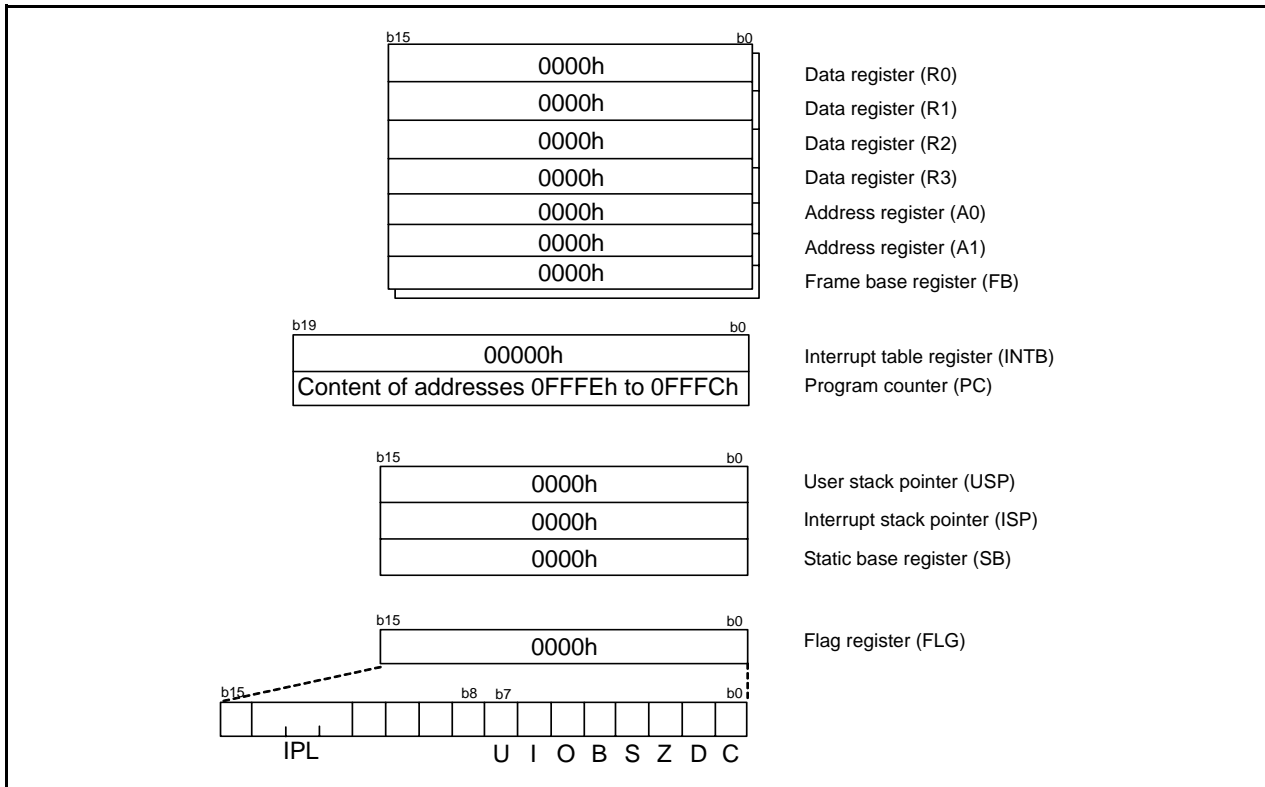 b15 b0
0000h Data register (R0)
0000h Data register (R1)
0000h Data register (R2)
0000h Data register (R3)
0000h Address register (A0)
0000h Address register (A1)
0000h Frame base register (FB)
b19 b0
00000h Interrupt table register (INTB)
Content of addresses 0FFFEh to 0FFFCh Program counter (PC)
b15 b0
0000h User stack pointer (USP)
0000h Interrupt stack pointer (ISP)
0000h Static base register (SB)
b15 b0
0000h Flag register (FLG)
b15 b8 b7 b0
IPL U I O B S Z D C